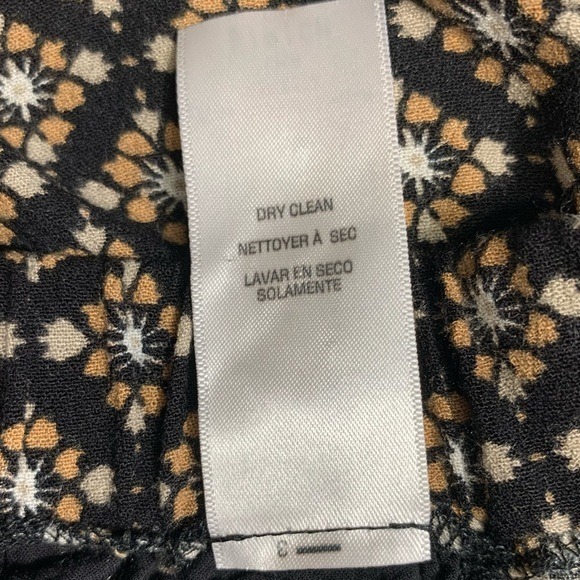 DRY CLEAN
NETTOYER À SEC
LAVAR EN SECO
SOLAMENTE